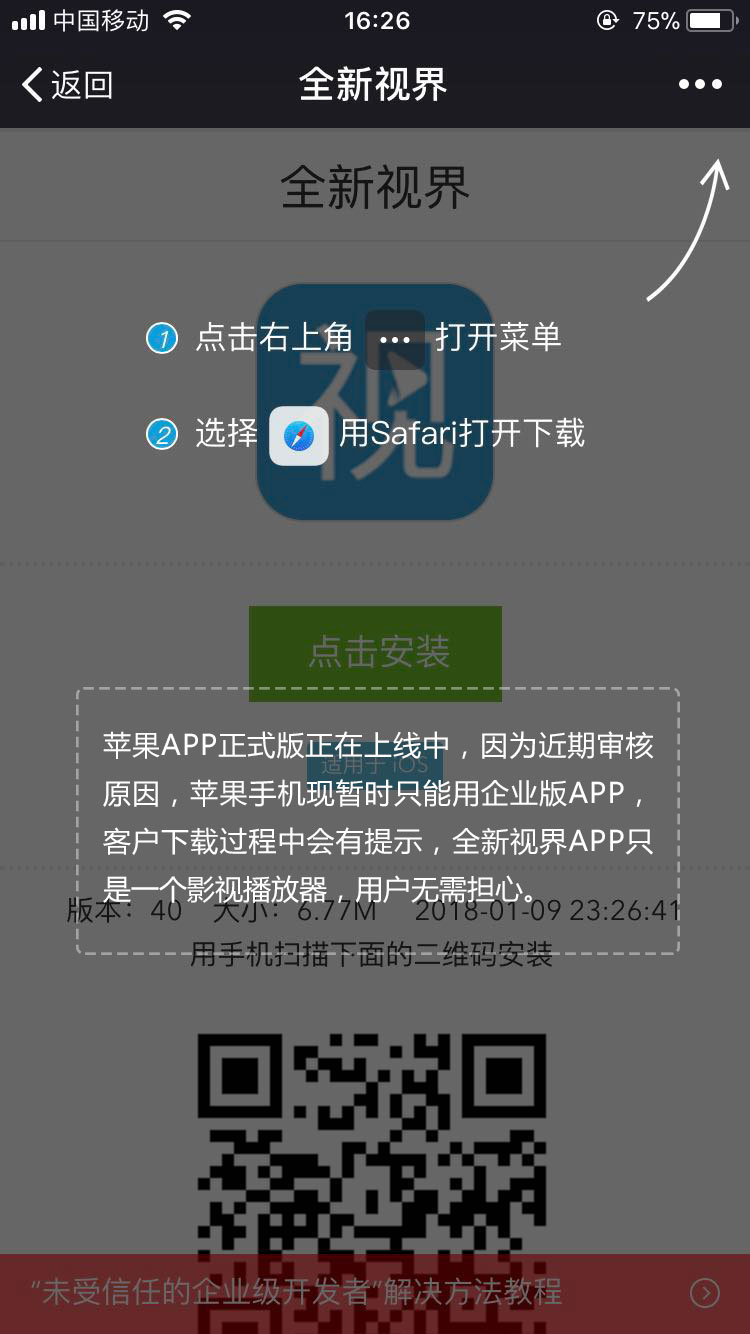 中国移动 16:26 75%
返回 全新视界
全新视界
视
1 点击右上角 ••• 打开菜单
2 选择 用Safari打开下载
点击安装
适用于 iOS
苹果APP正式版正在上线中，因为近期审核
原因，苹果手机现暂时只能用企业版APP，
客户下载过程中会有提示，全新视界APP只
是一个影视播放器，用户无需担心。
版本：40 大小：6.77M 2018-01-09 23:26:41
用手机扫描下面的二维码安装
“未受信任的企业级开发者”解决方法教程